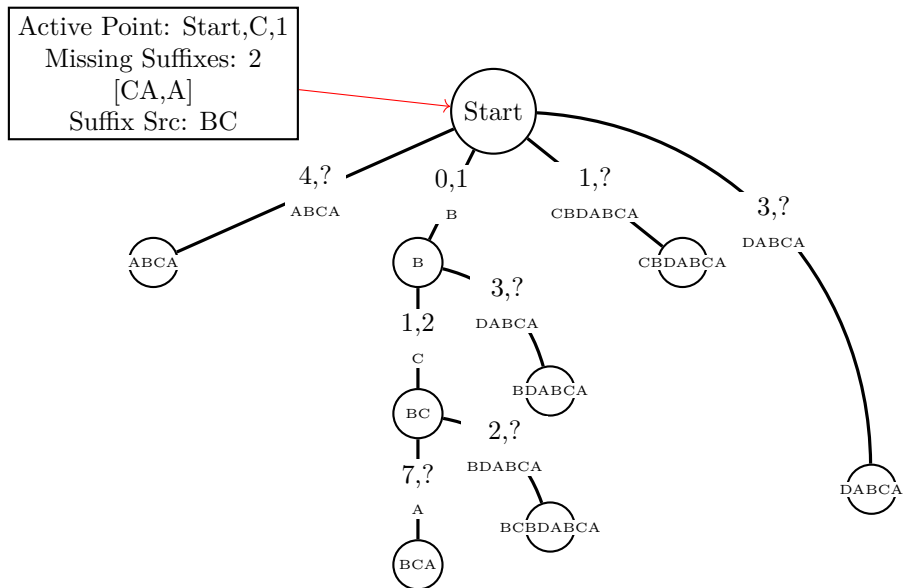 Active Point: Start,C,1
Missing Suffixes: 2
[CA,A]
Suffix Src: BC
Start
4,?
ABCA
0,1
B
1,?
CBDABCA
3,?
DABCA
ABCA
B
CBDABCA
3,?
DABCA
1,2
C
BDABCA
BC
2,?
BDABCA
7,?
A
DABCA
BCBDABCA
BCA